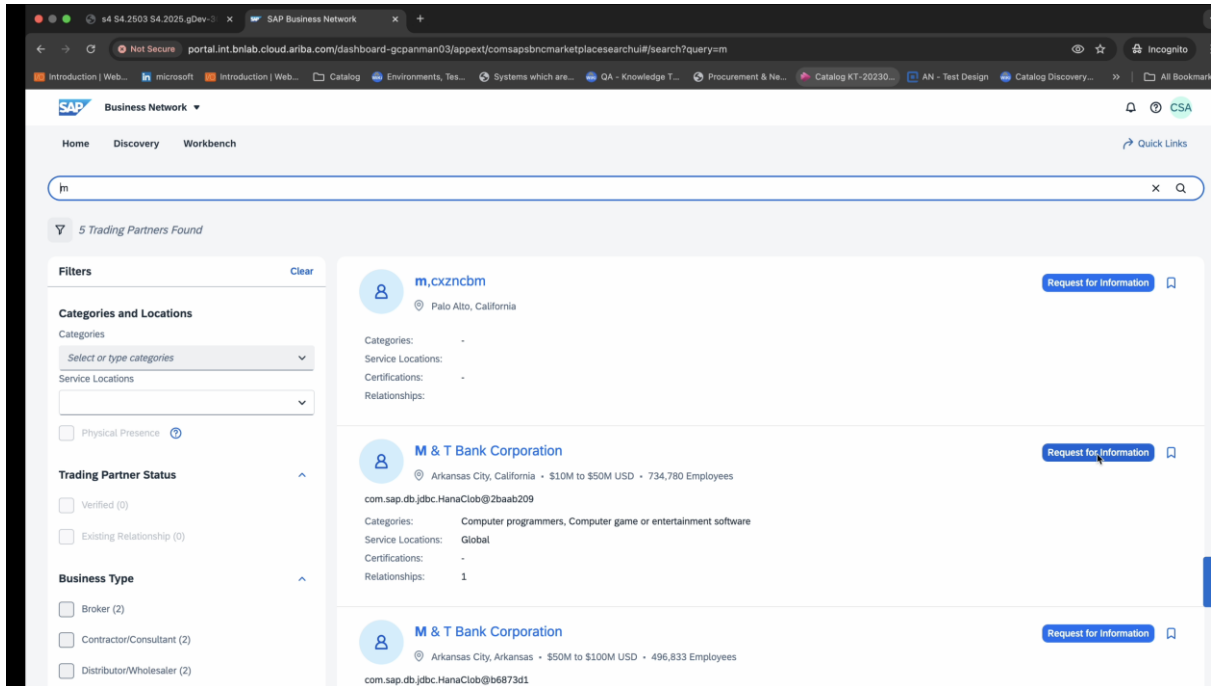 s4 S4.2503 S4.2025.gDev-3
SAP Business Network
Not Secure portal.int.bnlab.cloud.ariba.com/dashboard-gcpanman03/appext/comsapsbncmarketplacesearchui#/search?query=m
Incognito
Introduction | Web... microsoft Introduction | Web... Catalog Environments, Tes... Systems which are... QA - Knowledge T... Procurement & Ne... Catalog KT-20230... AN - Test Design Catalog Discovery... » All Bookmark
SAP Business Network CSA
Home Discovery Workbench Quick Links
m
5 Trading Partners Found
Filters Clear
Categories and Locations
Categories
Select or type categories
Service Locations
Physical Presence
Trading Partner Status
Verified (0)
Existing Relationship (0)
Business Type
Broker (2)
Contractor/Consultant (2)
Distributor/Wholesaler (2)
m,cxzncbm Request for Information
Palo Alto, California
Categories: -
Service Locations:
Certifications: -
Relationships:
M & T Bank Corporation Request for Information
Arkansas City, California • $10M to $50M USD • 734,780 Employees
com.sap.db.jdbc.HanaClob@2baab209
Categories: Computer programmers, Computer game or entertainment software
Service Locations: Global
Certifications: -
Relationships: 1
M & T Bank Corporation Request for Information
Arkansas City, Arkansas • $50M to $100M USD • 496,833 Employees
com.sap.db.jdbc.HanaClob@b6873d1